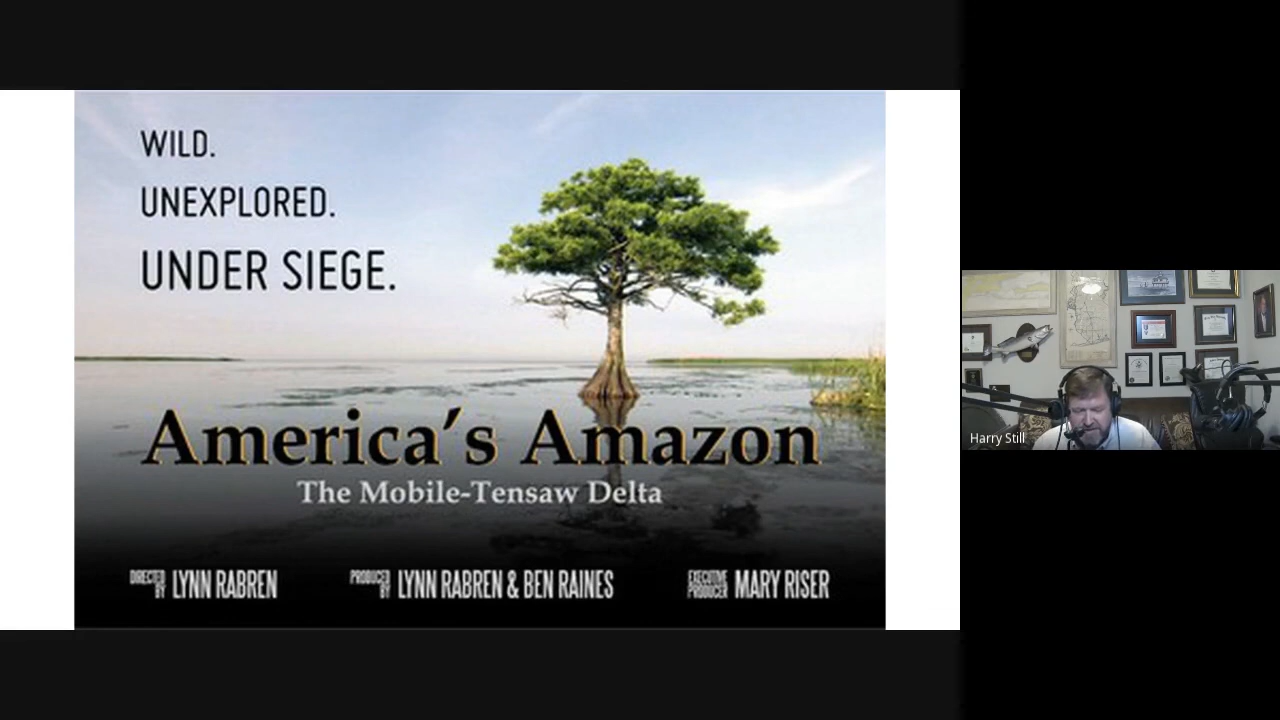 WILD.
UNEXPLORED.
UNDER SIEGE.
America's Amazon
The Mobile-Tensaw Delta
DIRECTED BY LYNN RABREN
PRODUCED BY LYNN RABREN & BEN RAINES
EXECUTIVE PRODUCER MARY RISER
Harry Still